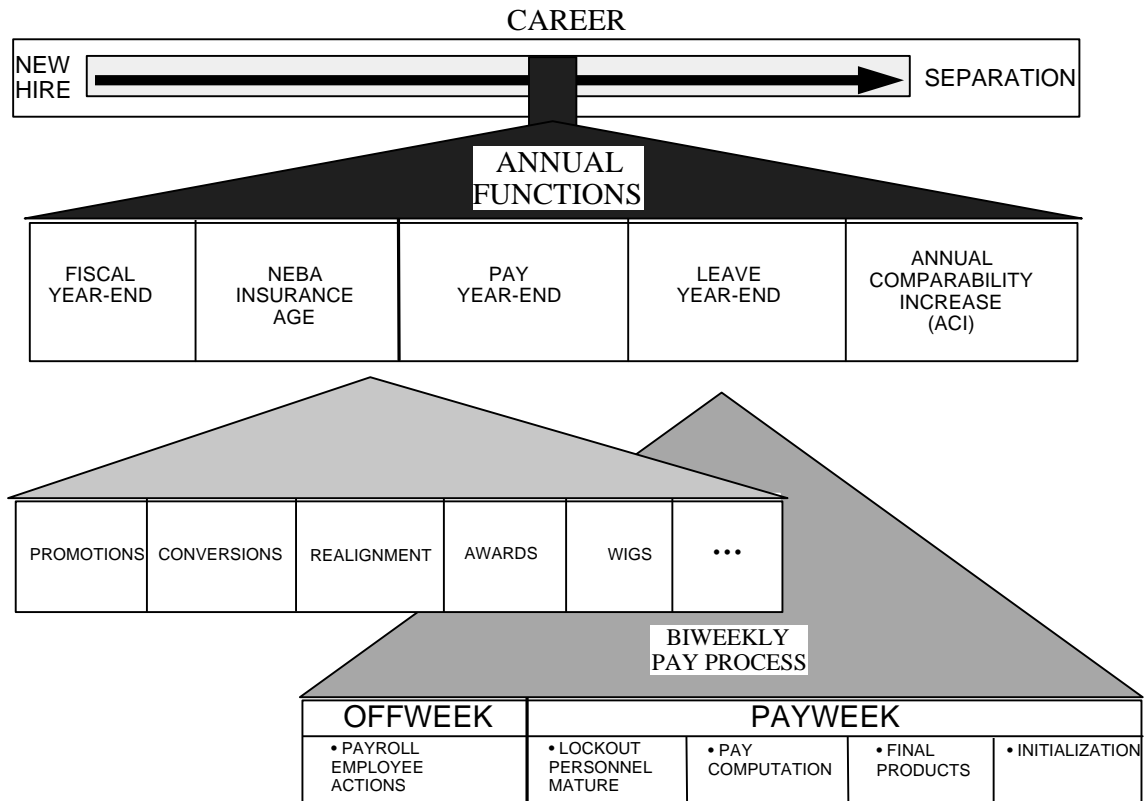 CAREER
NEW
HIRE
SEPARATION
ANNUAL
FUNCTIONS
FISCAL
YEAR-END
NEBA
INSURANCE
AGE
PAY
YEAR-END
LEAVE
YEAR-END
ANNUAL
COMPARABILITY
INCREASE
(ACI)
PROMOTIONS
CONVERSIONS
REALIGNMENT
AWARDS
WIGS
•••
BIWEEKLY
PAY PROCESS
OFFWEEK
PAYWEEK
• PAYROLL
EMPLOYEE
ACTIONS
• LOCKOUT
PERSONNEL
MATURE
• PAY
COMPUTATION
• FINAL
PRODUCTS
• INITIALIZATION